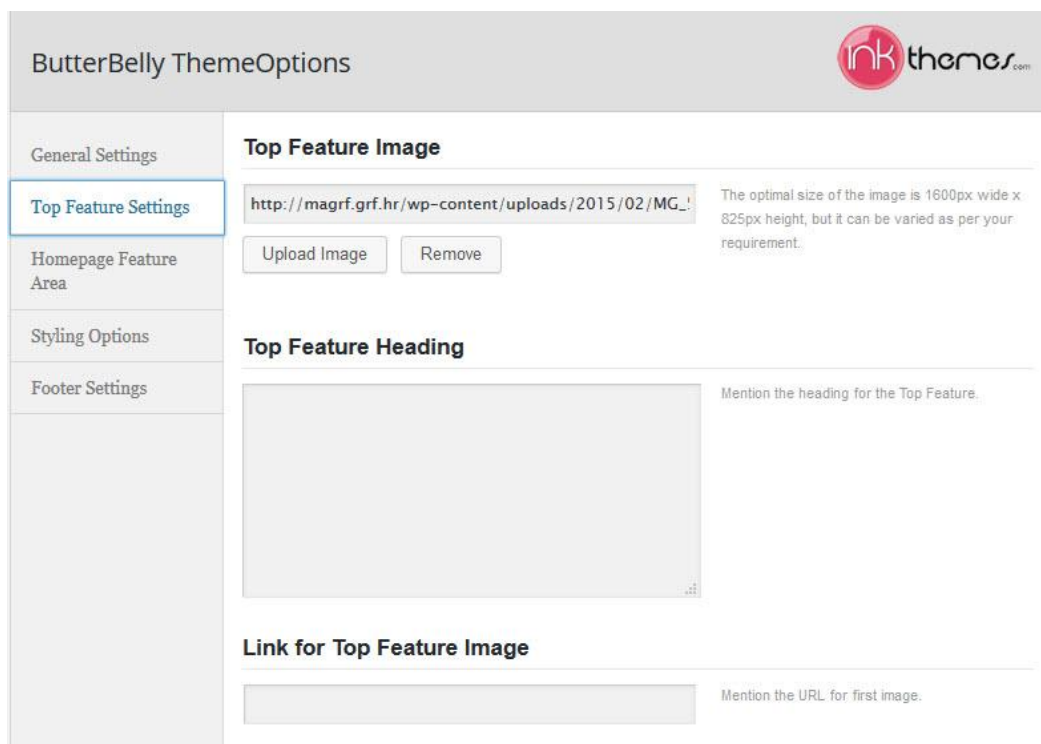 ButterBelly ThemeOptions
inkthemes.com
General Settings
Top Feature Settings
Homepage Feature
Area
Styling Options
Footer Settings
Top Feature Image
http://magrf.grf.hr/wp-content/uploads/2015/02/MG_
The optimal size of the image is 1600px wide x
825px height, but it can be varied as per your
requirement.
Upload Image
Remove
Top Feature Heading
Mention the heading for the Top Feature.
Link for Top Feature Image
Mention the URL for first image.